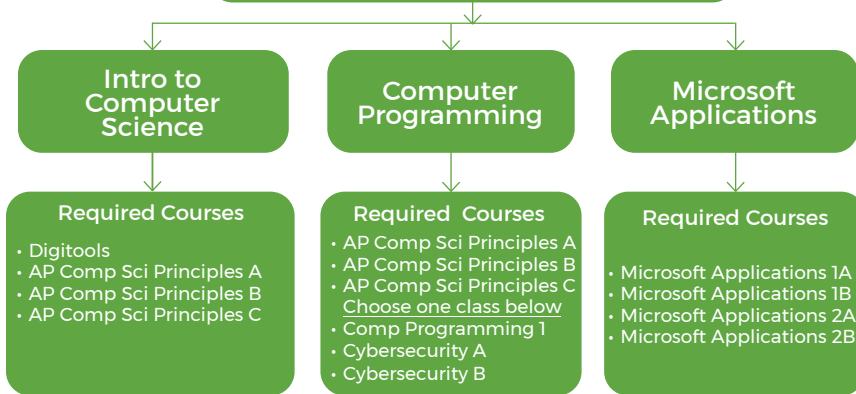 Intro to
Computer
Science
Computer
Programming
Microsoft
Applications
Required Courses
• Digitools
• AP Comp Sci Principles A
• AP Comp Sci Principles B
• AP Comp Sci Principles C
Required Courses
• AP Comp Sci Principles A
• AP Comp Sci Principles B
• AP Comp Sci Principles C
Choose one class below
• Comp Programming 1
• Cybersecurity A
• Cybersecurity B
Required Courses
• Microsoft Applications 1A
• Microsoft Applications 1B
• Microsoft Applications 2A
• Microsoft Applications 2B